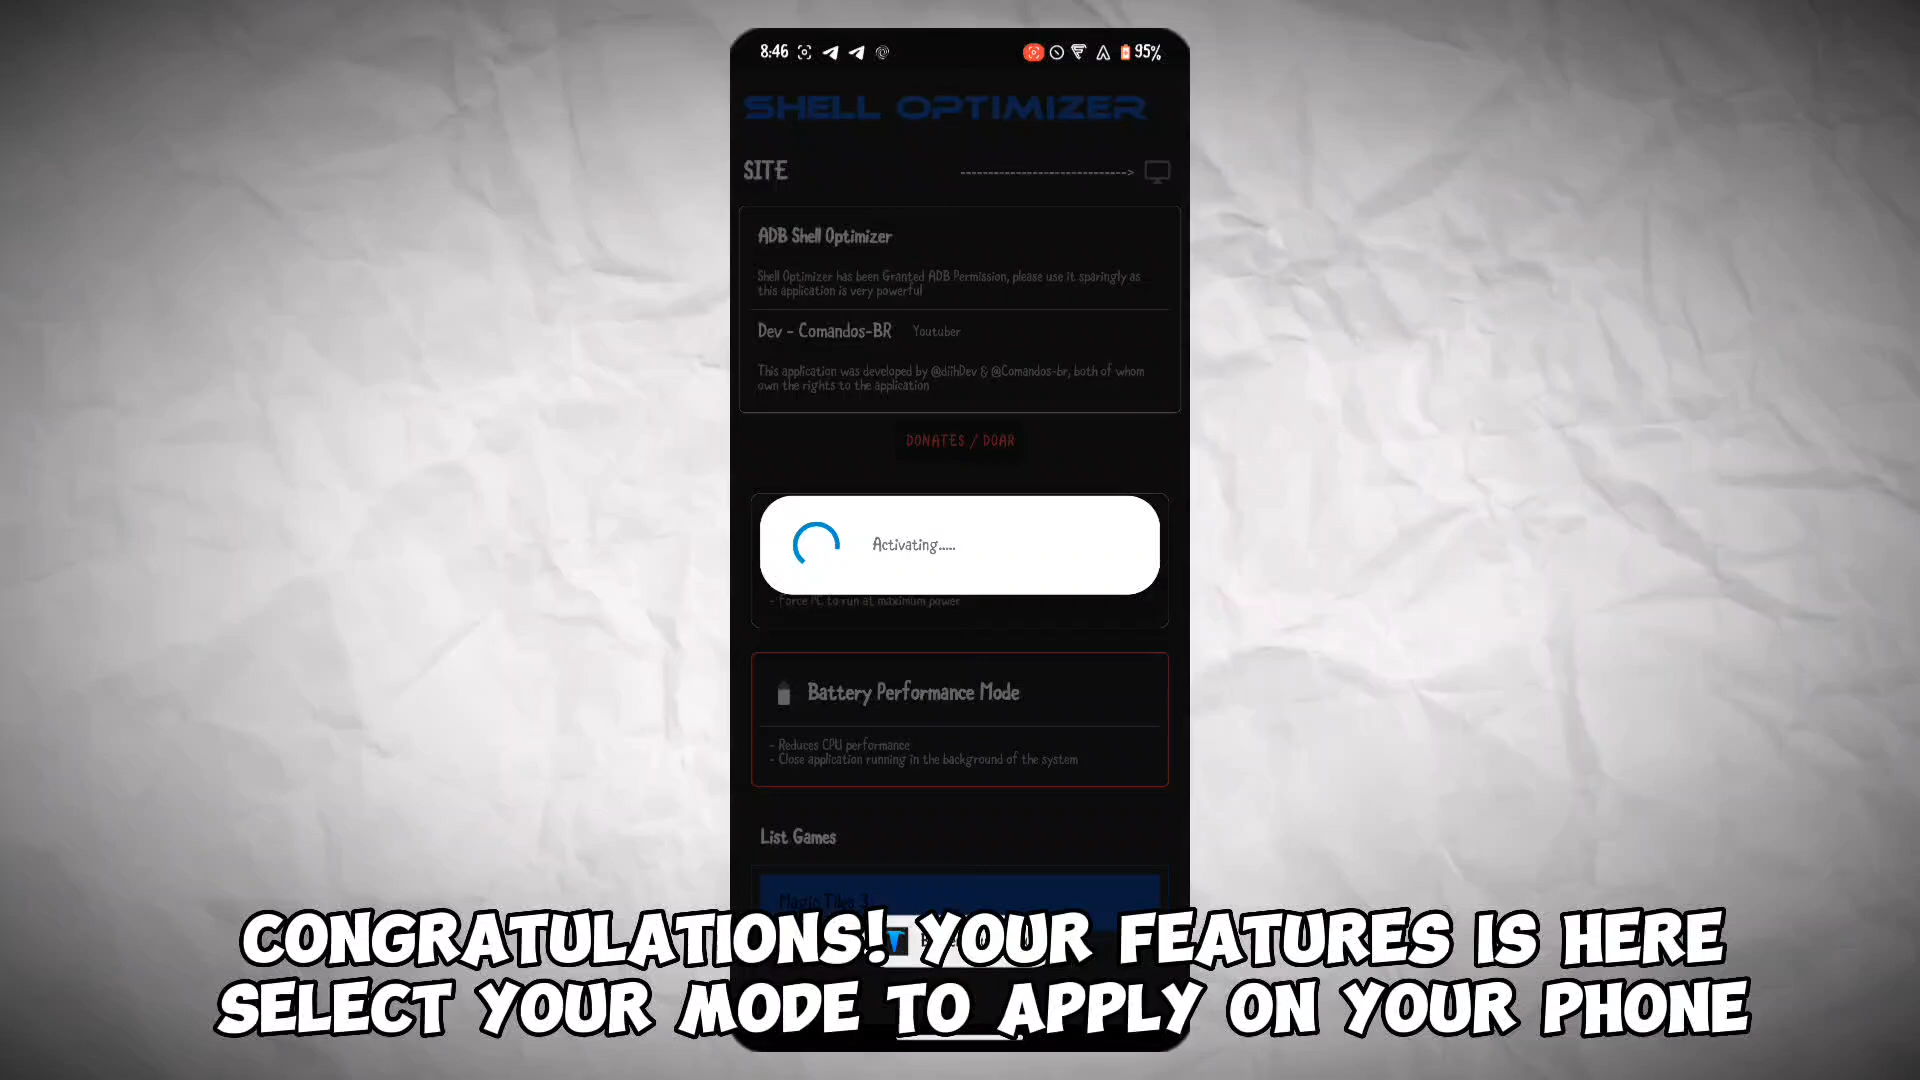 8:46
95%
SHELL OPTIMIZER
SITE ------------------------------>
ADB Shell Optimizer
Shell Optimizer has been Granted ADB Permission, please use it sparingly as
this application is very powerful
Dev - Comandos-BR Youtuber
This application was developed by @diihDev & @Comandos-br, both of whom
own the rights to the application
DONATES / DOAR
Activating.....
- Force PC to run at maximum power
Battery Performance Mode
- Reduces CPU performance
- Close application running in the background of the system
List Games
Magic Tiles 3
CONGRATULATIONS! YOUR FEATURES IS HERE
SELECT YOUR MODE TO APPLY ON YOUR PHONE